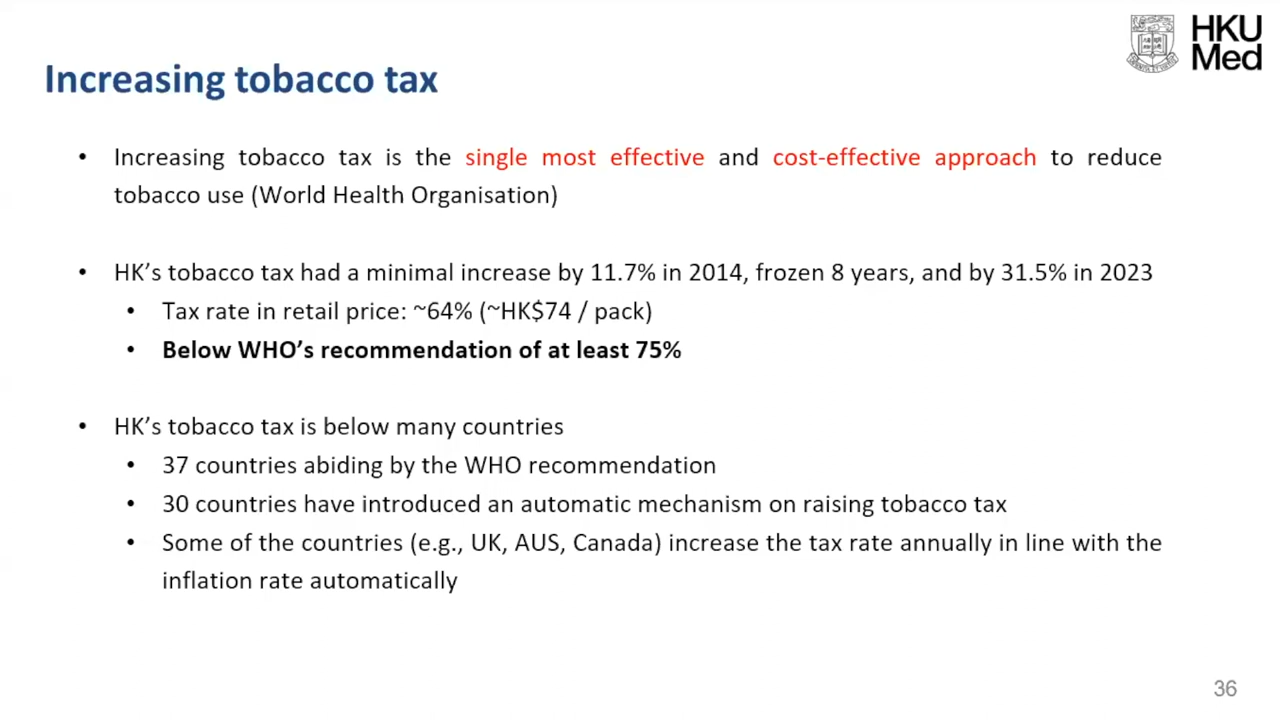 HKU
Med
Increasing tobacco tax
• Increasing tobacco tax is the single most effective and cost-effective approach to reduce
tobacco use (World Health Organisation)
• HK’s tobacco tax had a minimal increase by 11.7% in 2014, frozen 8 years, and by 31.5% in 2023
• Tax rate in retail price: ~64% (~HK$74 / pack)
• Below WHO’s recommendation of at least 75%
• HK’s tobacco tax is below many countries
• 37 countries abiding by the WHO recommendation
• 30 countries have introduced an automatic mechanism on raising tobacco tax
• Some of the countries (e.g., UK, AUS, Canada) increase the tax rate annually in line with the
inflation rate automatically
36